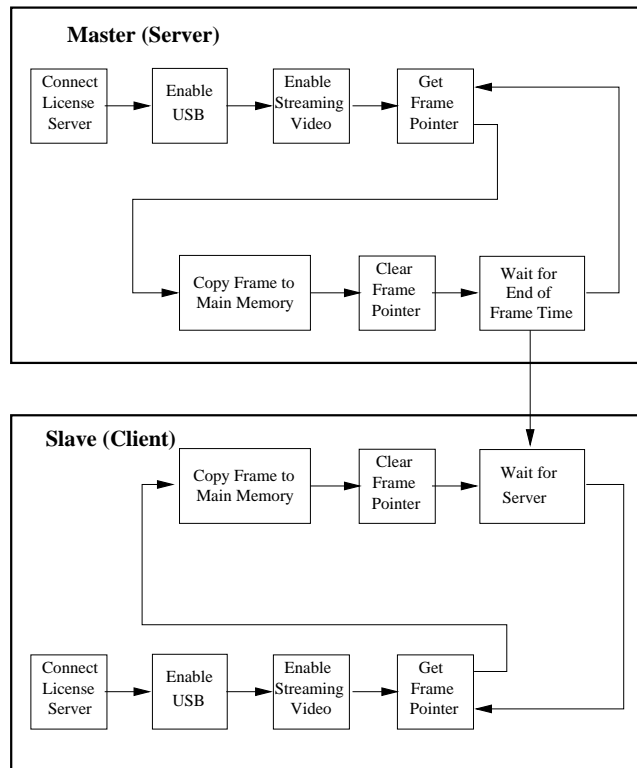 Master (Server)
Connect
License
Server
Enable
USB
Enable
Streaming
Video
Get
Frame
Pointer
Copy Frame to
Main Memory
Clear
Frame
Pointer
Wait for
End of
Frame Time
Slave (Client)
Copy Frame to
Main Memory
Clear
Frame
Pointer
Wait for
Server
Connect
License
Server
Enable
USB
Enable
Streaming
Video
Get
Frame
Pointer